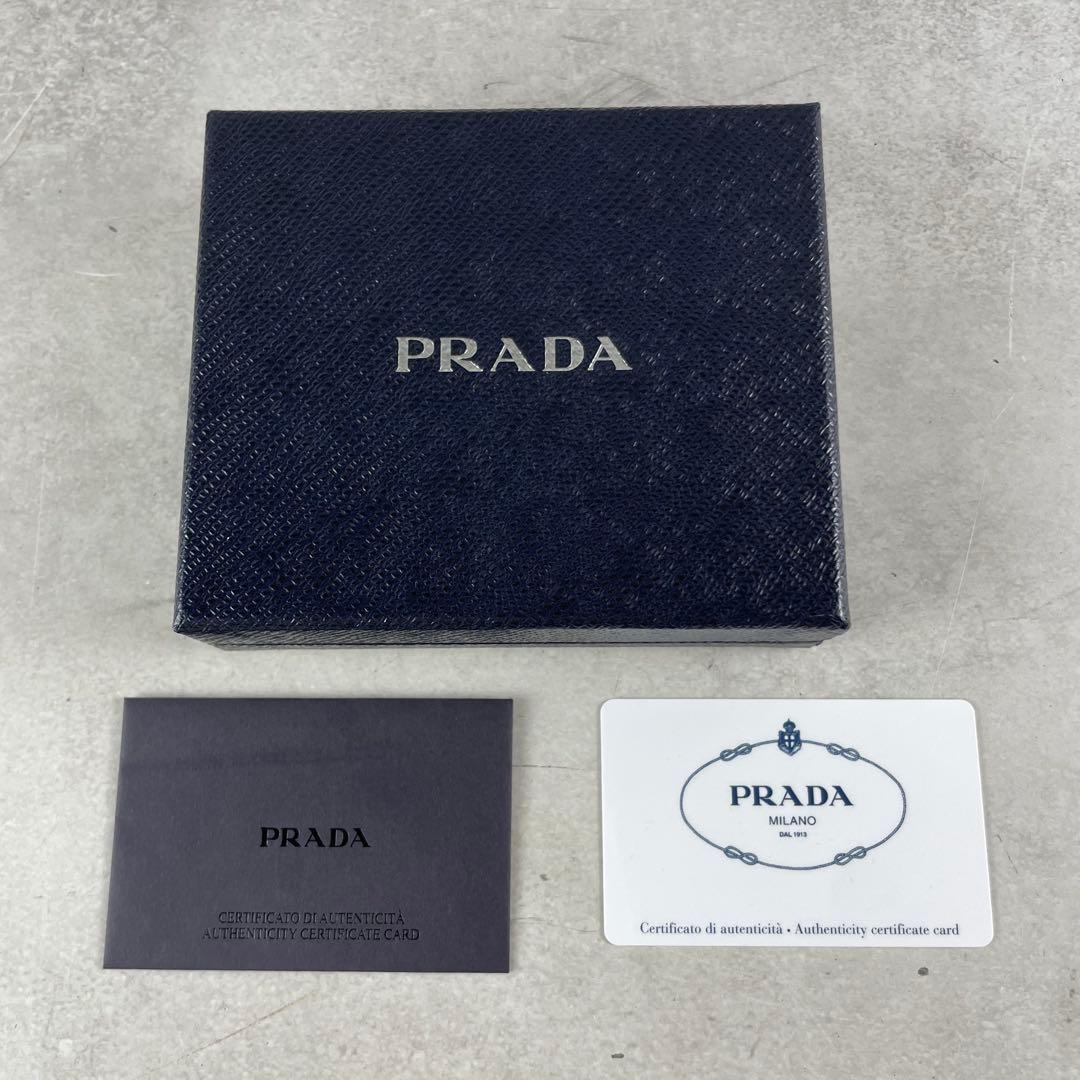 PRADA
PRADA
CERTIFICATO DI AUTENTICITÀ
AUTHENTICITY CERTIFICATE CARD
PRADA
MILANO
DAL 1913
Certificato di autenticità • Authenticity certificate card